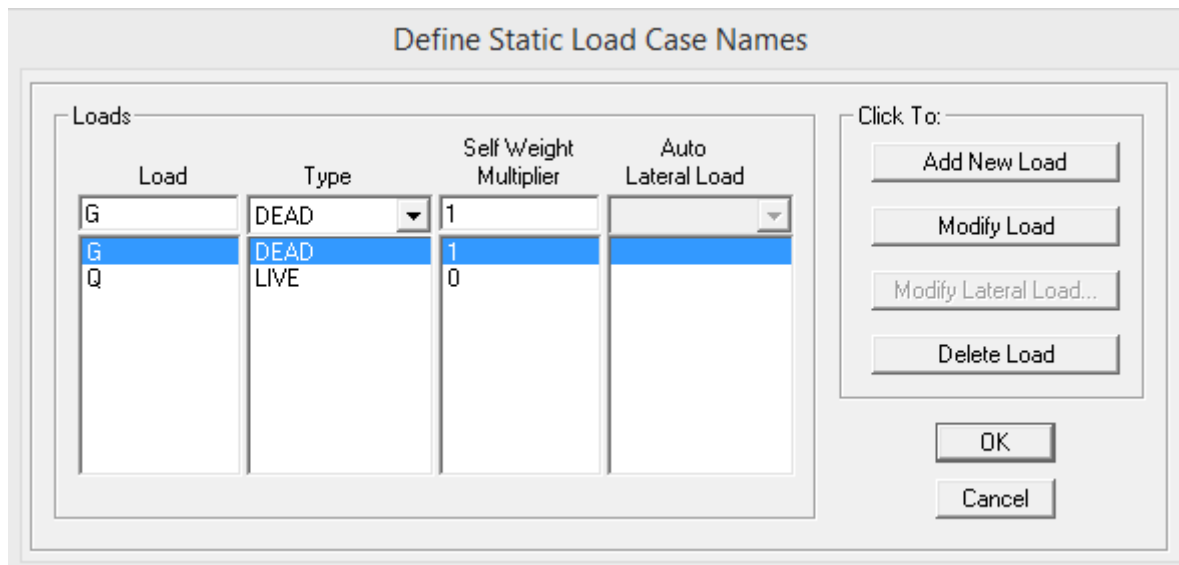 Define Static Load Case Names
Loads
Load Type Self Weight Multiplier Auto Lateral Load
G DEAD 1
G DEAD 1
Q LIVE 0
Click To:
Add New Load
Modify Load
Modify Lateral Load...
Delete Load
OK
Cancel